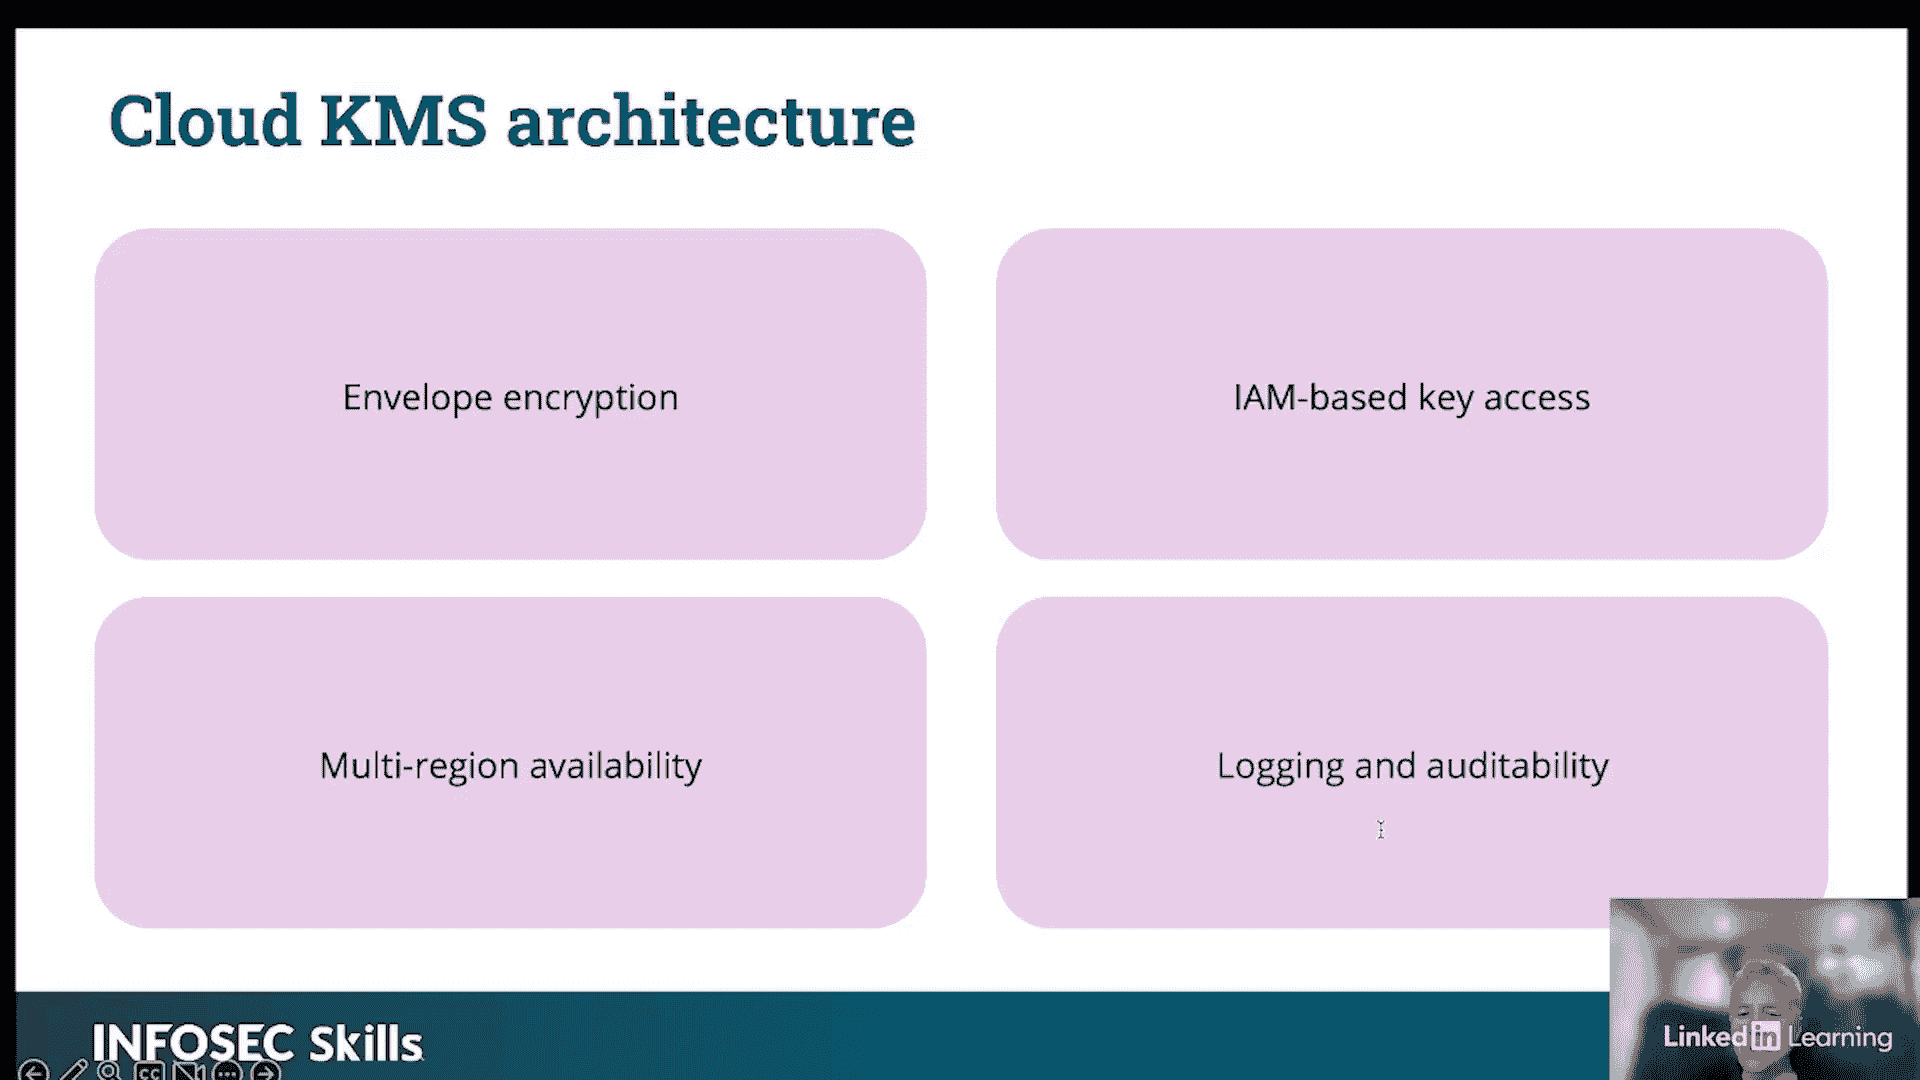 Cloud KMS architecture
Envelope encryption
IAM-based key access
Multi-region availability
Logging and auditability
INFOSEC Skills
CC
Linked in Learning